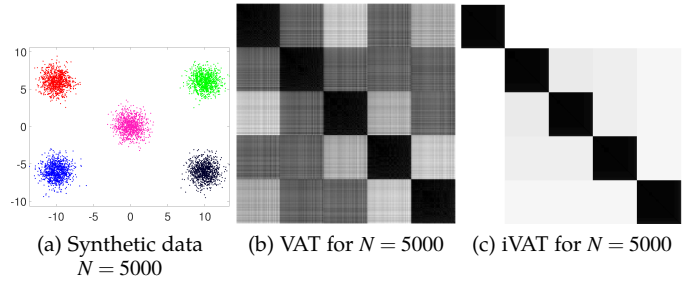 10
5
0
-5
-10
-10 -5 0 5 10
(a) Synthetic data
N = 5000
(b) VAT for N = 5000
(c) iVAT for N = 5000